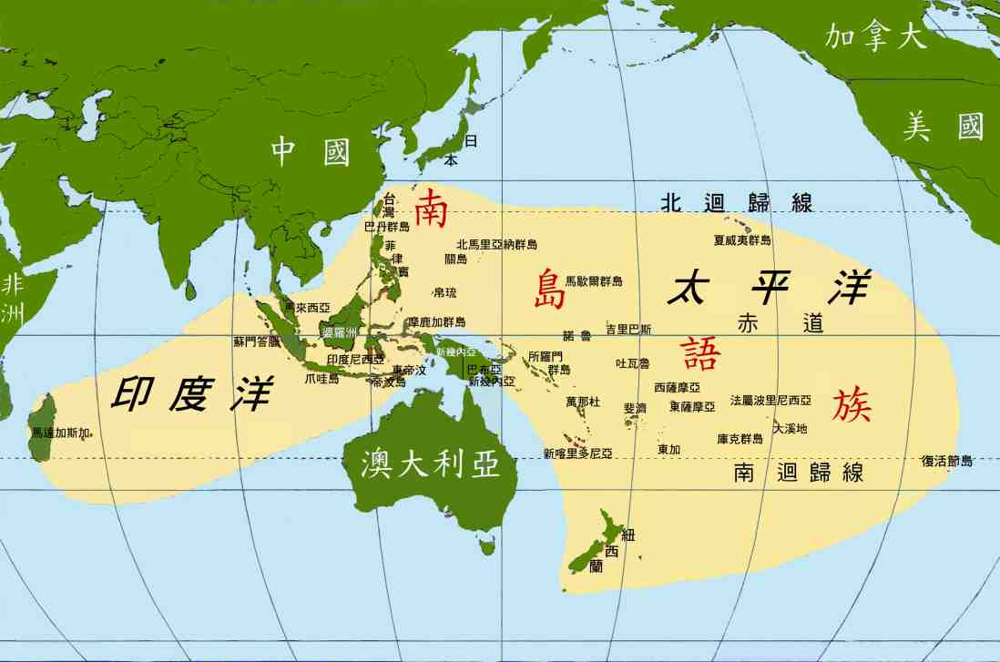 加拿大
美國
中國
日本
台灣
南島語族
北迴歸線
巴丹群島
菲律賓
夏威夷群島
北馬里亞納群島
關島
非洲
馬歇爾群島
太平洋
帛琉
馬來西亞
摩鹿加群島
赤道
婆羅洲
吉里巴斯
諾魯
蘇門答臘
新幾內亞
印度尼西亞
所羅門
群島
吐瓦魯
東帝汶
巴布亞
新幾內亞
爪哇島
帝汶島
印度洋
西薩摩亞
萬那杜
斐濟
東薩摩亞
法屬波里尼西亞
大溪地
馬達加斯加
庫克群島
東加
新喀里多尼亞
復活節島
澳大利亞
南迴歸線
紐西蘭